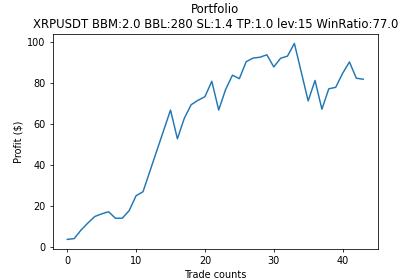 Portfolio
XRPUSDT BBM:2.0 BBL:280 SL:1.4 TP:1.0 lev:15 WinRatio:77.0
100
80
60
40
20
0
Profit ($)
0 10 20 30 40
Trade counts